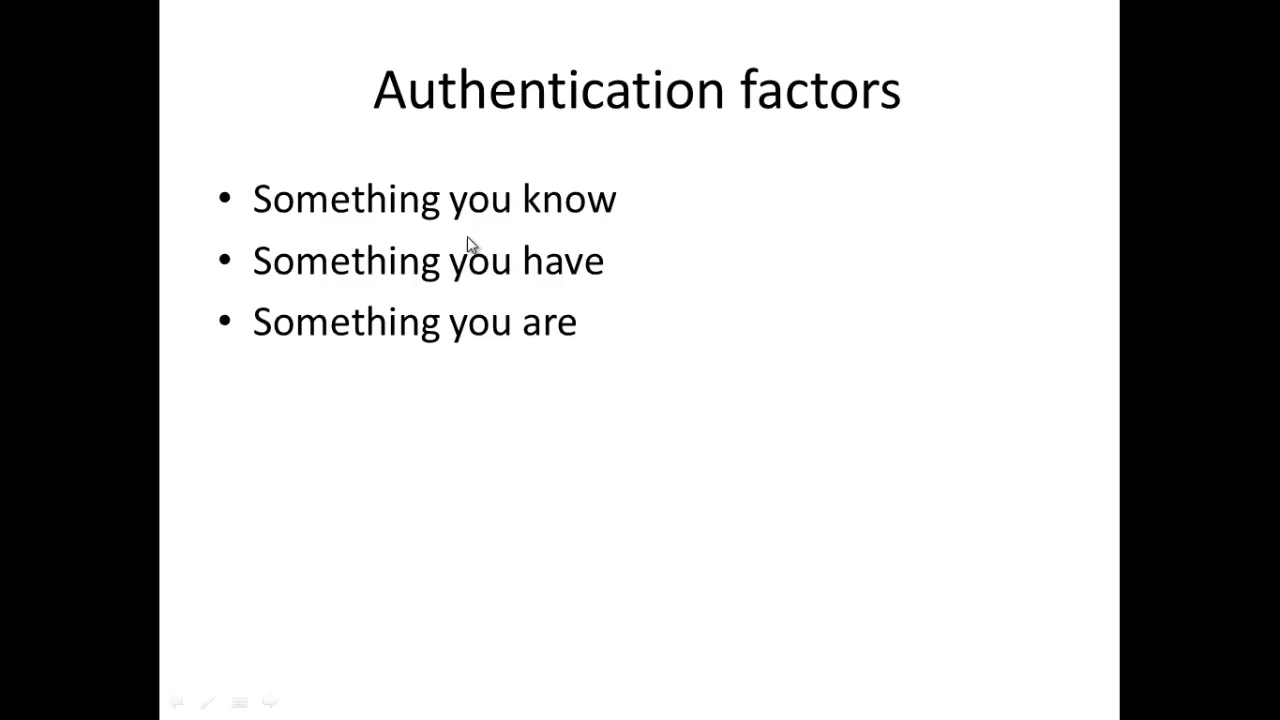 Authentication factors
• Something you know
• Something you have
• Something you are